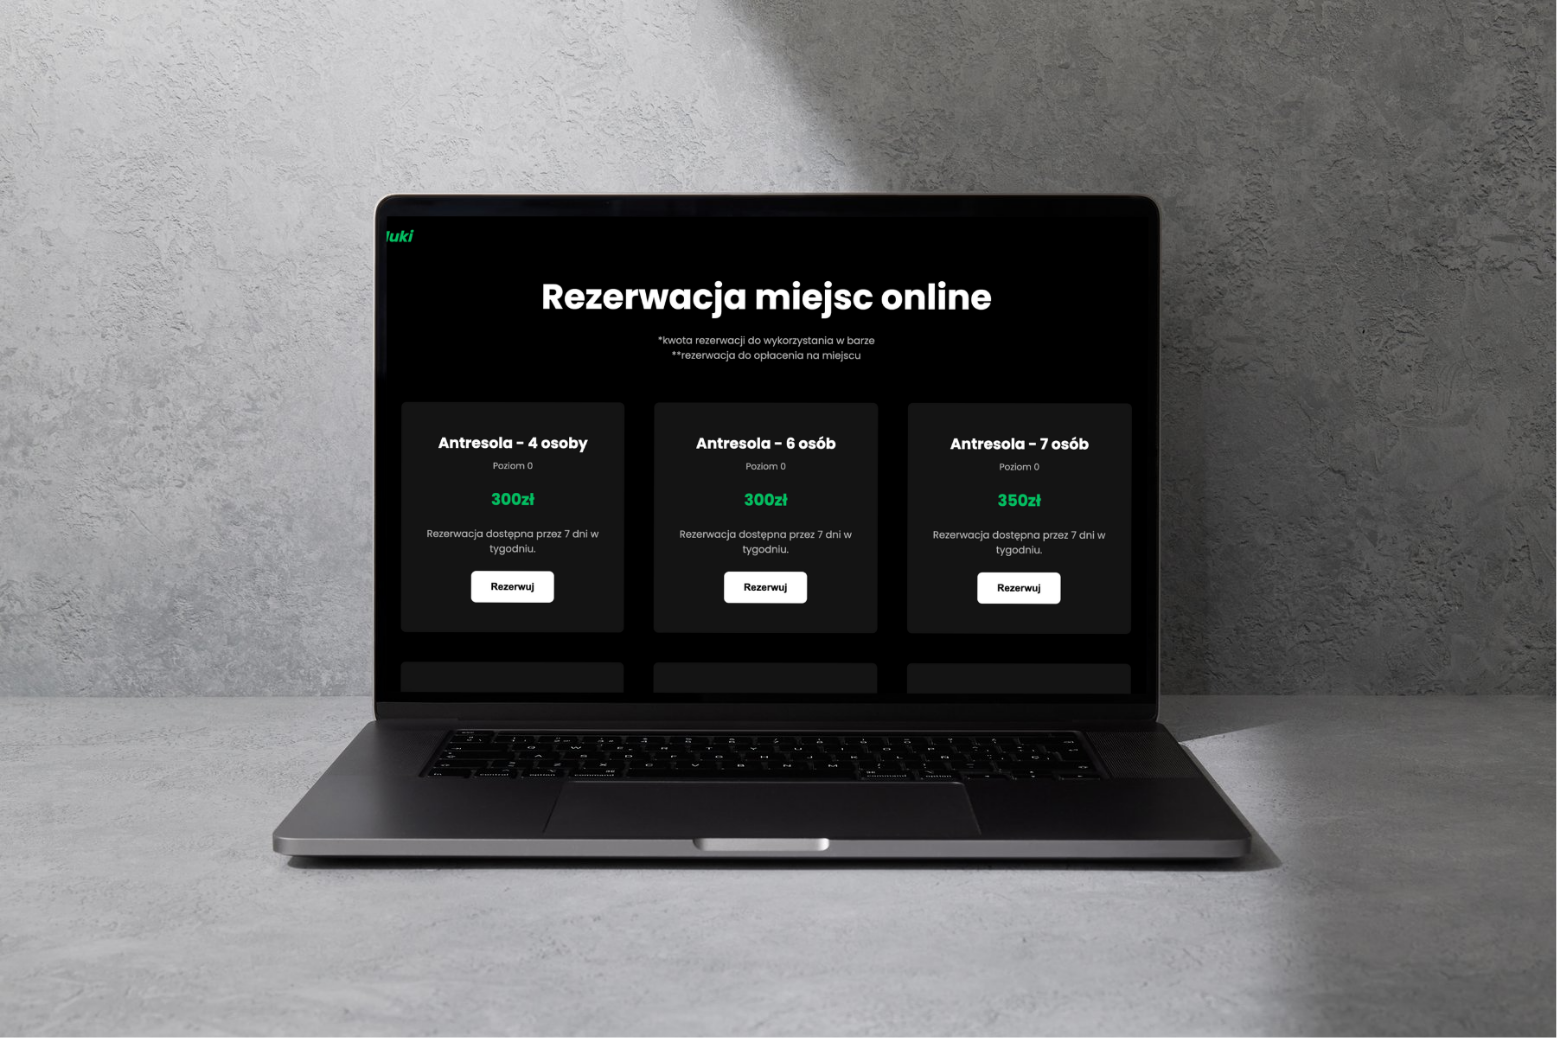 luki
Rezerwacja miejsc online
*kwota rezerwacji do wykorzystania w barze
**rezerwacja do opłacenia na miejscu
Antresola - 4 osoby
Poziom 0
300zł
Rezerwacja dostępna przez 7 dni w
tygodniu.
Rezerwuj
Antresola - 6 osób
Poziom 0
300zł
Rezerwacja dostępna przez 7 dni w
tygodniu.
Rezerwuj
Antresola - 7 osób
Poziom 0
350zł
Rezerwacja dostępna przez 7 dni w
tygodniu.
Rezerwuj